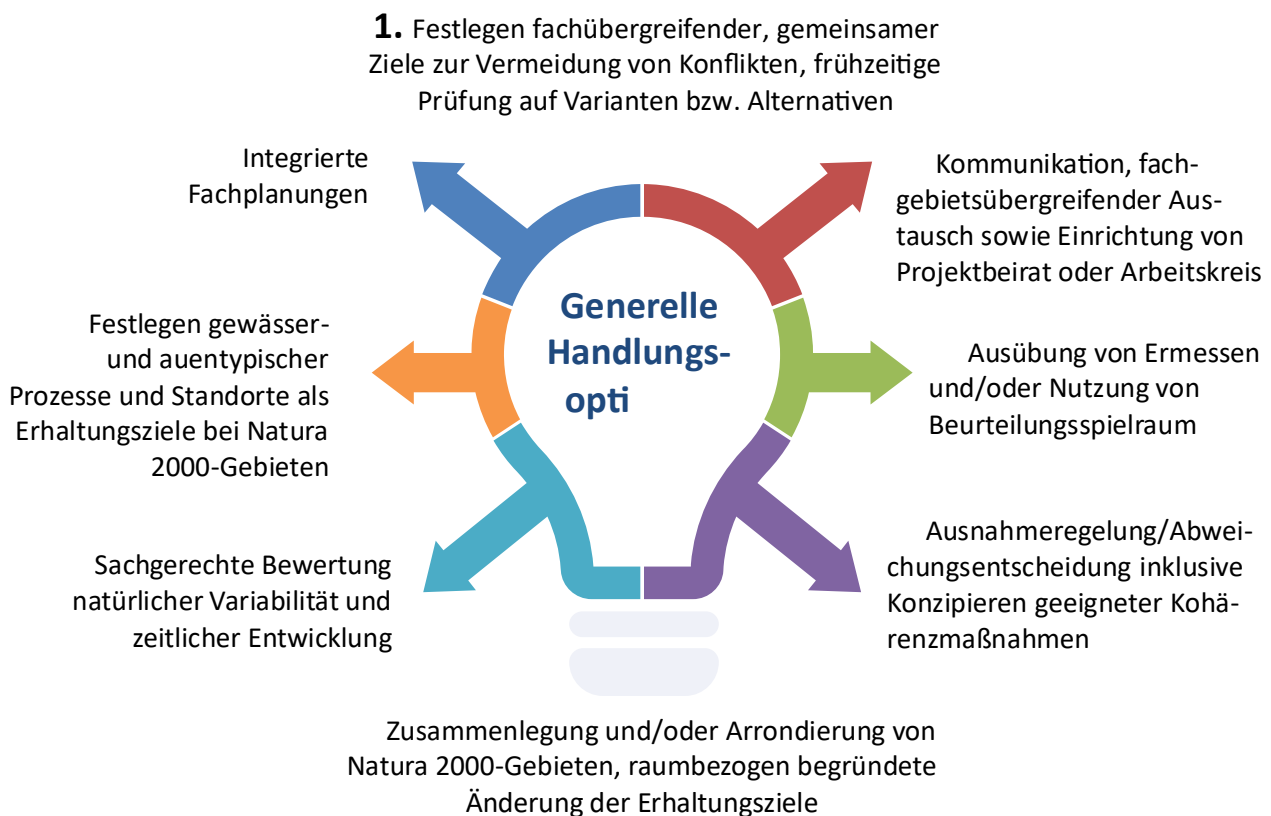 1. Festlegen fachübergreifender, gemeinsamer
Ziele zur Vermeidung von Konflikten, frühzeitige
Prüfung auf Varianten bzw. Alternativen
Integrierte
Fachplanungen
Kommunikation, fach-
gebietsübergreifender Aus-
tausch sowie Einrichtung von
Projektbeirat oder Arbeitskreis
Generelle
Handlungs-
opti
Festlegen gewässer-
und auentypischer
Prozesse und Standorte als
Erhaltungsziele bei Natura
2000-Gebieten
Ausübung von Ermessen
und/oder Nutzung von
Beurteilungsspielraum
Sachgerechte Bewertung
natürlicher Variabilität und
zeitlicher Entwicklung
Ausnahmeregelung/Abwei-
chungsentscheidung inklusive
Konzipieren geeigneter Kohä-
renzmaßnahmen
Zusammenlegung und/oder Arrondierung von
Natura 2000-Gebieten, raumbezogen begründete
Änderung der Erhaltungsziele